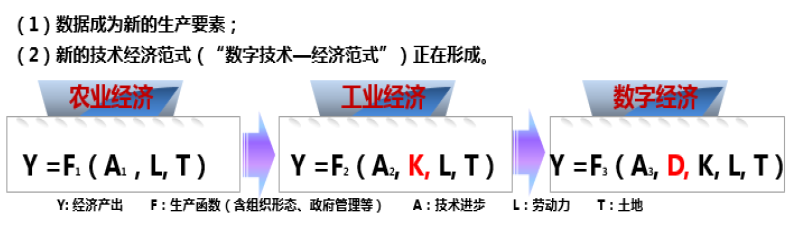 （1）数据成为新的生产要素；
（2）新的技术经济范式（“数字技术—经济范式”）正在形成。
农业经济 工业经济 数字经济
Y =F₁ ( A₁ , L, T ) Y =F₂ ( A₂, K, L, T ) Y =F₃ ( A₃, D, K, L, T )
Y: 经济产出 F：生产函数（含组织形态、政府管理等） A：技术进步 L：劳动力 T：土地